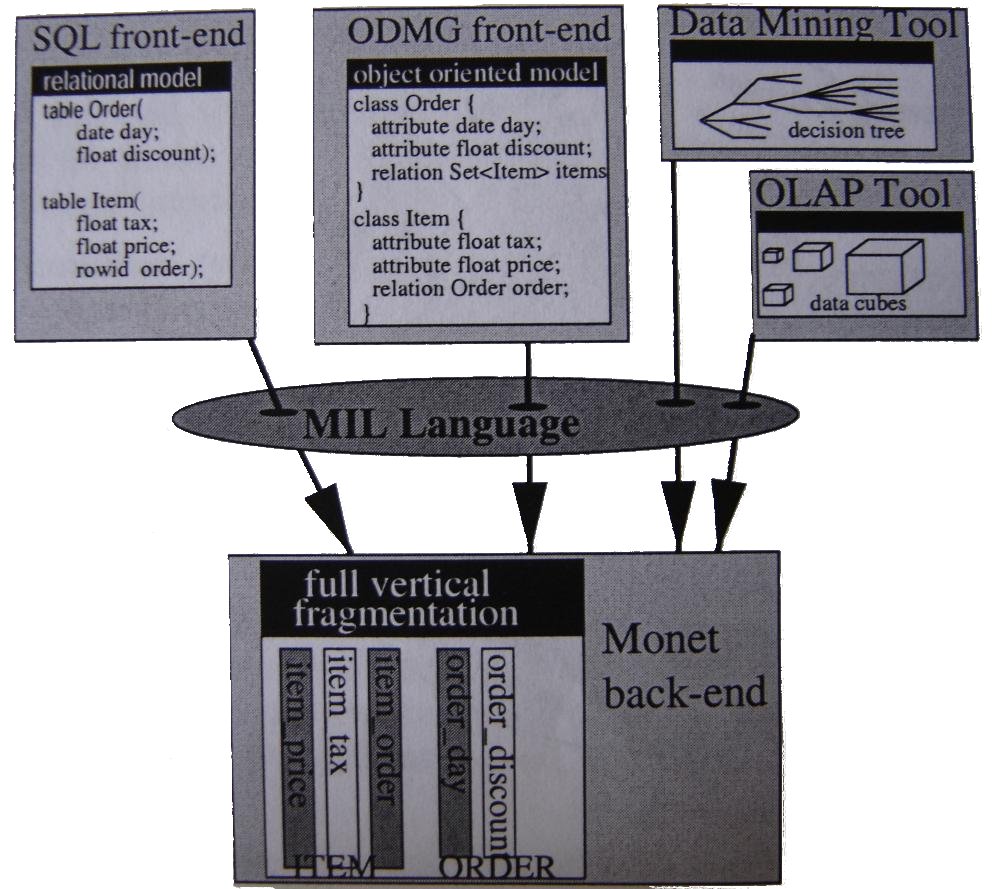 SQL front-end
relational model
table Order(
date day;
float discount);
table Item(
float tax;
float price;
rowid order);
ODMG front-end
object oriented model
class Order {
attribute date day;
attribute float discount;
relation Set<Item> items
}
class Item {
attribute float tax;
attribute float price;
relation Order order;
}
Data Mining Tool
decision tree
OLAP Tool
data cubes
MIL Language
full vertical
fragmentation
item_price
item_tax
item_order
order_day
order_discoun
ITEM
ORDER
Monet
back-end